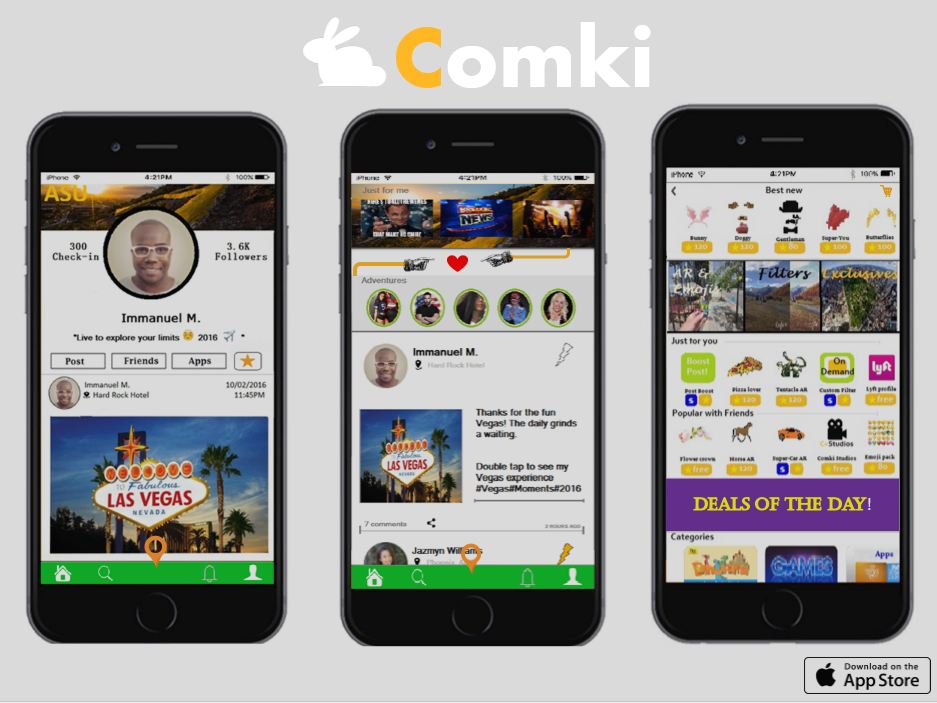 Comki
iPhone 4:21PM 100%
ASU
300
Check-in
3.6K
Followers
Immanuel M.
"Live to explore your limits 😌 2016 ✈ "
Post Friends Apps
Immanuel M. 10/02/2016
Hard Rock Hotel 11:45PM
TO Fabulous
LAS VEGAS
NEVADA
iPhone 4:21PM 100%
Just for me
NEWS
Adventures
Immanuel M.
Hard Rock Hotel
Thanks for the fun
Vegas! The daily grinds
a waiting.
Fabulous
LAS VEGAS
NEVADA
Double tap to see my
Vegas experience
#Vegas#Moments#2016
7 comments 2 HOURS AGO
Jazmyn Williams
Phoenix, A
iPhone 4:21PM 100%
Best new
Bunny Doggy Gentleman Super-You Butterflies
120 120 80 100 100
AR &
Emojis
Filters
Exclusives
Just for you
Boost
Post!
On
Demand
lyft
Post Boost Pizza lover Tentacle AR Custom Filter Lyft profile
$ 120 120 $ free
Popular with Friends
Studios
Flower crown Horse AR Super-Car AR Comki Studios Emoji pack
free 120 $ free 80
DEALS OF THE DAY!
Categories
GAMES
Apps
Download on the
App Store